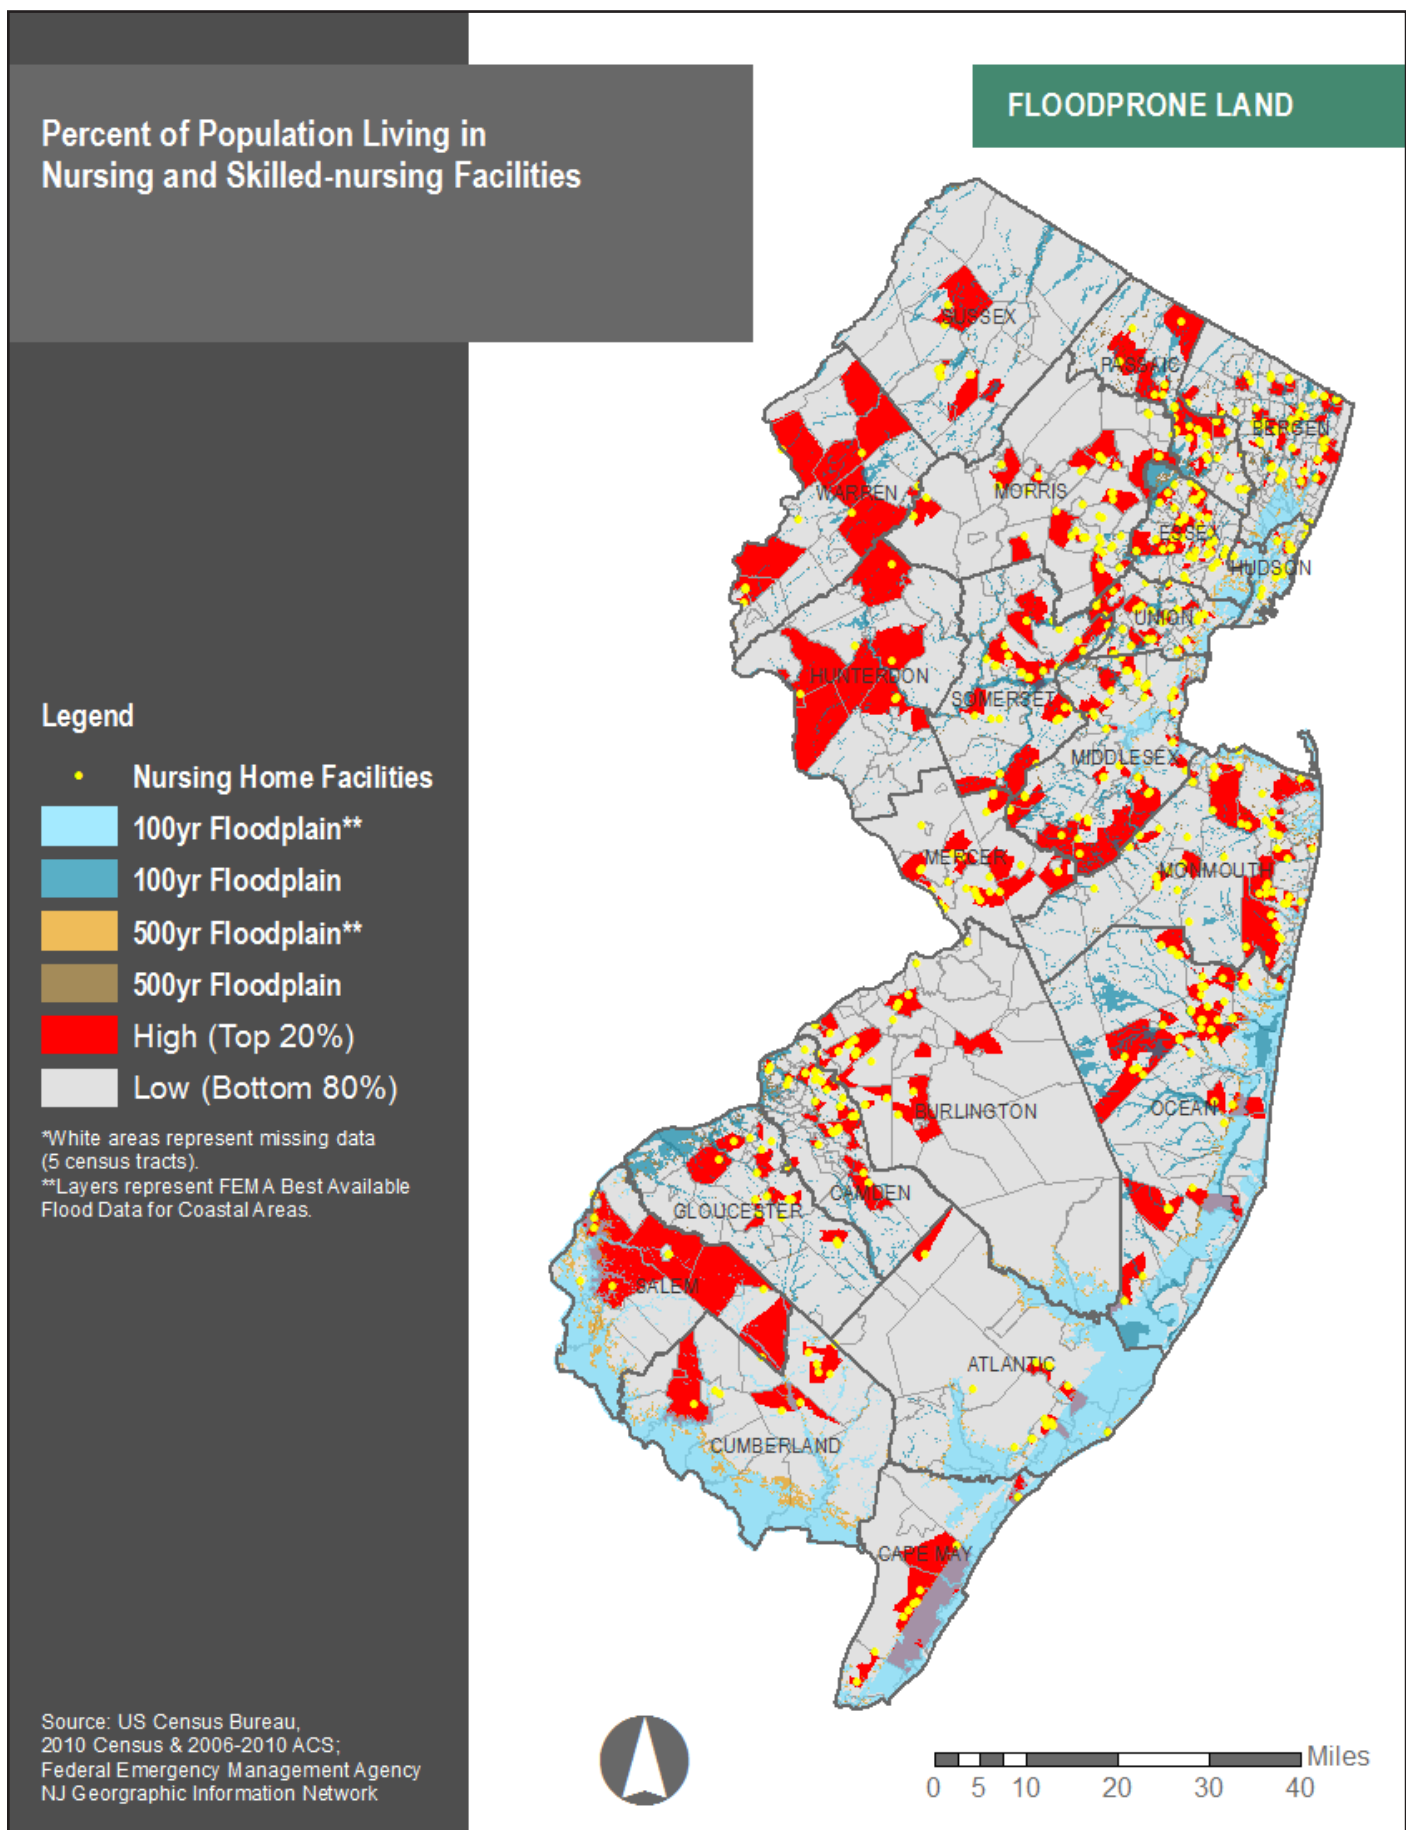 Percent of Population Living in
Nursing and Skilled-nursing Facilities
FLOODPRONE LAND
SUSSEX
PASSAIC
BERGEN
WARREN
MORRIS
ESSEX
HUDSON
UNION
HUNTERDON
SOMERSET
MIDDLESEX
MERCER
MONMOUTH
OCEAN
BURLINGTON
CAMDEN
GLOUCESTER
SALEM
ATLANTIC
CUMBERLAND
CAPE MAY
Legend
Nursing Home Facilities
100yr Floodplain**
100yr Floodplain
500yr Floodplain**
500yr Floodplain
High (Top 20%)
Low (Bottom 80%)
*White areas represent missing data
(5 census tracts).
**Layers represent FEMA Best Available
Flood Data for Coastal Areas.
Source: US Census Bureau,
2010 Census & 2006-2010 ACS;
Federal Emergency Management Agency
NJ Georgraphic Information Network
Miles
0 5 10 20 30 40